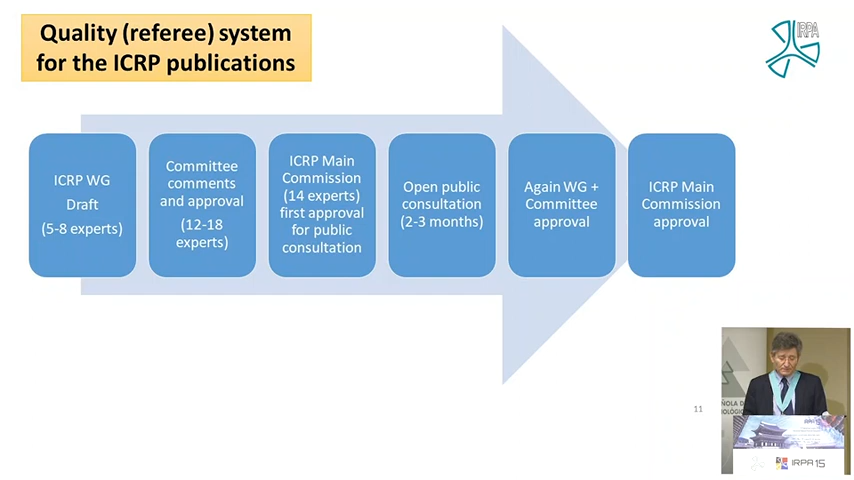 Quality (referee) system
for the ICRP publications
IRPA
ICRP WG
Draft
(5-8 experts)
Committee
comments
and approval
(12-18
experts)
ICRP Main
Commission
(14 experts)
first approval
for public
consultation
Open public
consultation
(2-3 months)
Again WG +
Committee
approval
ICRP Main
Commission
approval
11
IRPA15